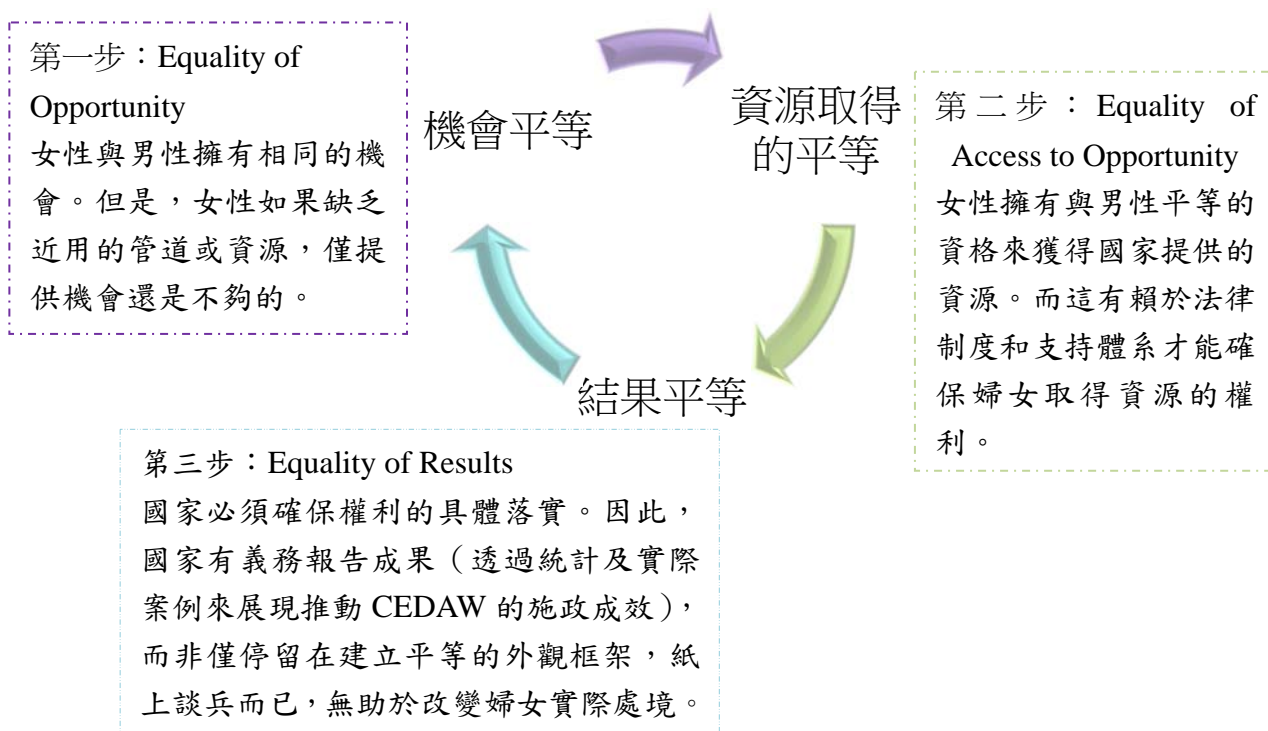 第一步：Equality of
Opportunity
女性與男性擁有相同的機
會。但是，女性如果缺乏
近用的管道或資源，僅提
供機會還是不夠的。
機會平等
資源取得
的平等
第二步：Equality of
Access to Opportunity
女性擁有與男性平等的
資格來獲得國家提供的
資源。而這有賴於法律
制度和支持體系才能確
保婦女取得資源的權
利。
結果平等
第三步：Equality of Results
國家必須確保權利的具體落實。因此，
國家有義務報告成果（透過統計及實際
案例來展現推動 CEDAW 的施政成效），
而非僅停留在建立平等的外觀框架，紙
上談兵而已，無助於改變婦女實際處境。